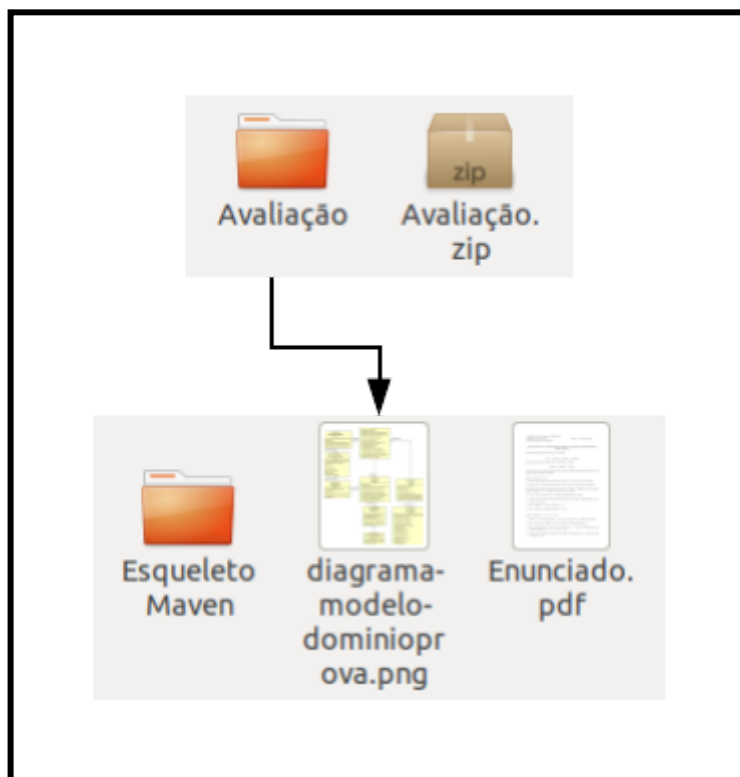 zip
Avaliação
Avaliação.
zip
Esqueleto
Maven
diagrama-
modelo-
dominiopr
ova.png
Enunciado.
pdf